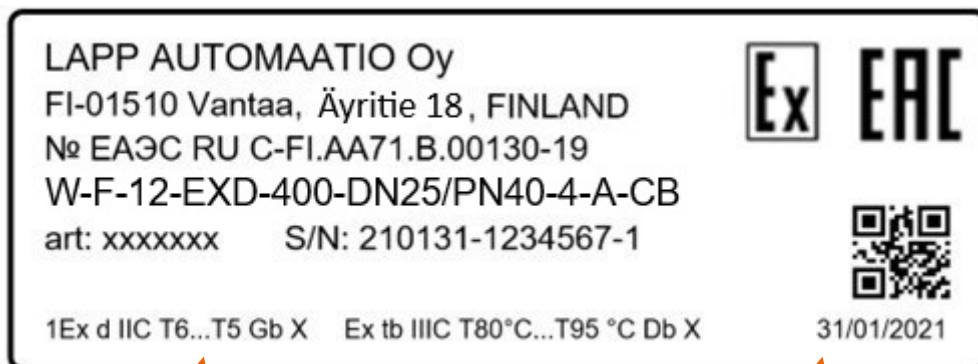 LAPP AUTOMAATIO Oy
FI-01510 Vantaa, Äyritie 18, FINLAND
№ ЕАЭС RU C-FI.AA71.B.00130-19
W-F-12-EXD-400-DN25/PN40-4-A-CB
art: xxxxxxx S/N: 210131-1234567-1
1Ex d IIC T6...T5 Gb X Ex tb IIIC T80°C...T95 °C Db X 31/01/2021
Ex EAC